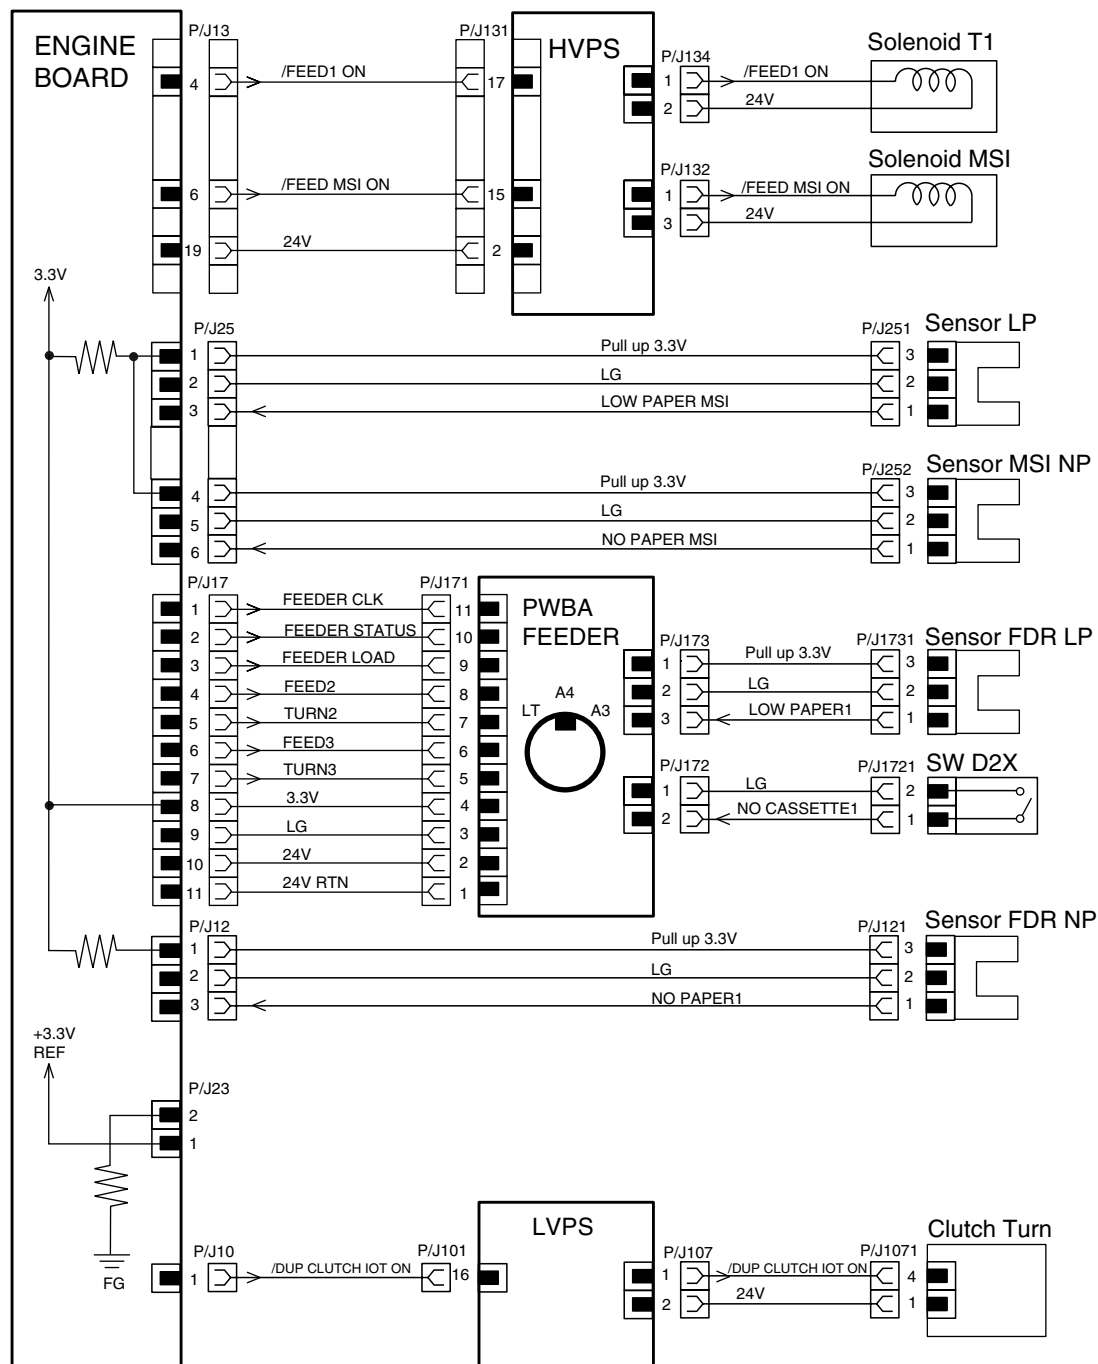 ENGINE
BOARD
P/J13
P/J131
HVPS
P/J134
Solenoid T1
4
/FEED1 ON
17
1
/FEED1 ON
2
24V
Solenoid MSI
P/J132
6
/FEED MSI ON
15
1
/FEED MSI ON
3
24V
19
24V
2
3.3V
P/J25
P/J251
Sensor LP
1
Pull up 3.3V
3
2
LG
2
3
LOW PAPER MSI
1
P/J252
Sensor MSI NP
4
Pull up 3.3V
3
5
LG
2
6
NO PAPER MSI
1
P/J17
P/J171
PWBA
FEEDER
1
FEEDER CLK
11
2
FEEDER STATUS
10
3
FEEDER LOAD
9
4
FEED2
8
5
TURN2
7
6
FEED3
6
7
TURN3
5
8
3.3V
4
9
LG
3
10
24V
2
11
24V RTN
1
LT
A4
A3
P/J173
P/J1731
Sensor FDR LP
1
Pull up 3.3V
3
2
LG
2
3
LOW PAPER1
1
P/J172
P/J1721
SW D2X
1
LG
2
2
NO CASSETTE1
1
P/J12
P/J121
Sensor FDR NP
1
Pull up 3.3V
3
2
LG
2
3
NO PAPER1
1
+3.3V
REF
P/J23
2
1
FG
P/J10
P/J101
LVPS
P/J107
P/J1071
Clutch Turn
1
/DUP CLUTCH IOT ON
16
1
/DUP CLUTCH IOT ON
4
2
24V
1